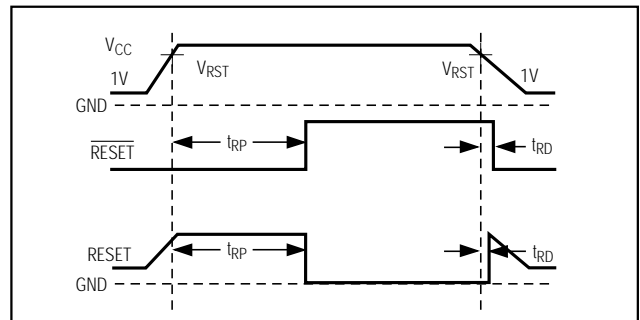 VCC
1V
VRST
VRST
1V
GND
RESET
tRP
tRD
RESET
tRP
tRD
GND